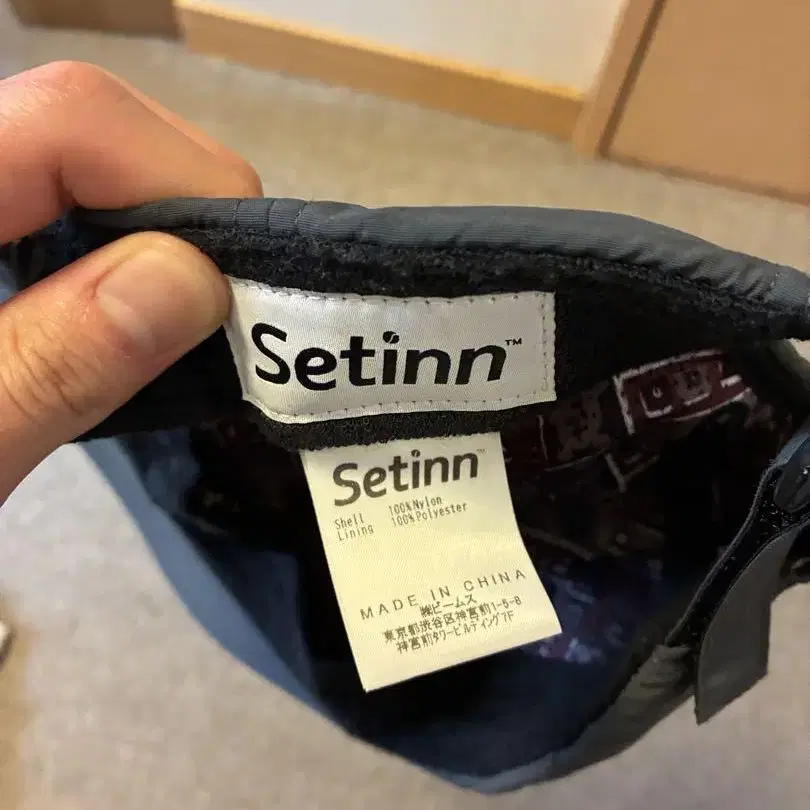 Setinn™
Setinn™
Shell 100%Nylon
Lining 100%Polyester
MADE IN CHINA
㈱ビームス
東京都渋谷区神宮前1-5-8
神宮前タワービルディング7F